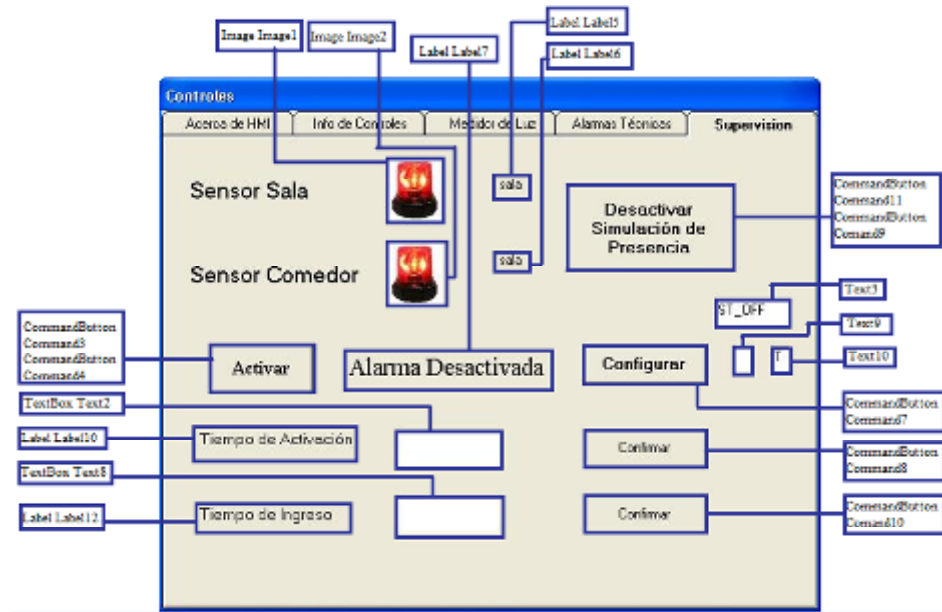 Label Label5
Image Image1
Image Image2
Label Label7
Label Label6
Controles
Acerca de HMI
Info de Controles
Medidor de Luz
Alarmas Técnicas
Supervision
Sensor Sala
sala
Desactivar
Simulación de
Presencia
CommandButton
Command11
CommandButton
Comand9
Sensor Comedor
sala
Text3
ST_OFF
Text9
CommandButton
Command3
CommandButton
Command4
Activar
Alarma Desactivada
Configurar
T
Text10
TextBox Text2
CommandButton
Command7
Label Label10
Tiempo de Activación
Confirmar
CommandButton
Command8
TextBox Text8
Label Label12
Tiempo de Ingreso
Confirmar
CommandButton
Comand10